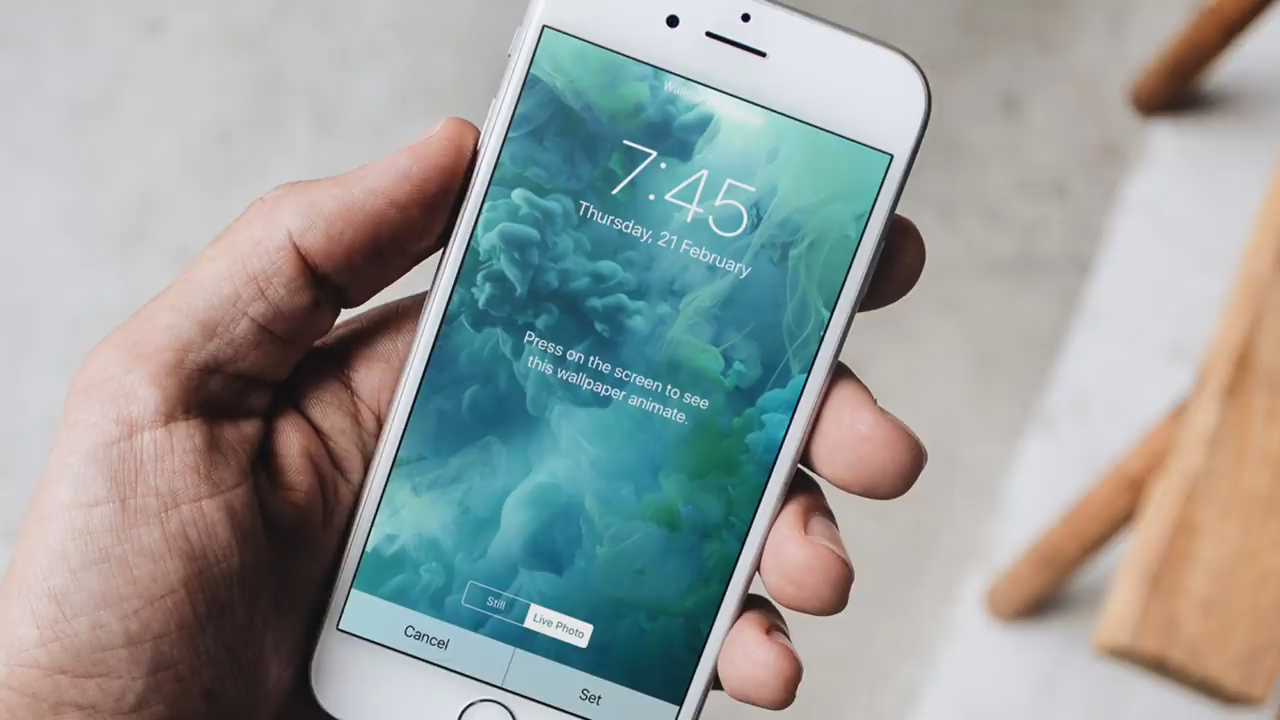 7:45
Thursday, 21 February
Press on the screen to see
this wallpaper animate.
Still
Live Photo
Cancel
Set